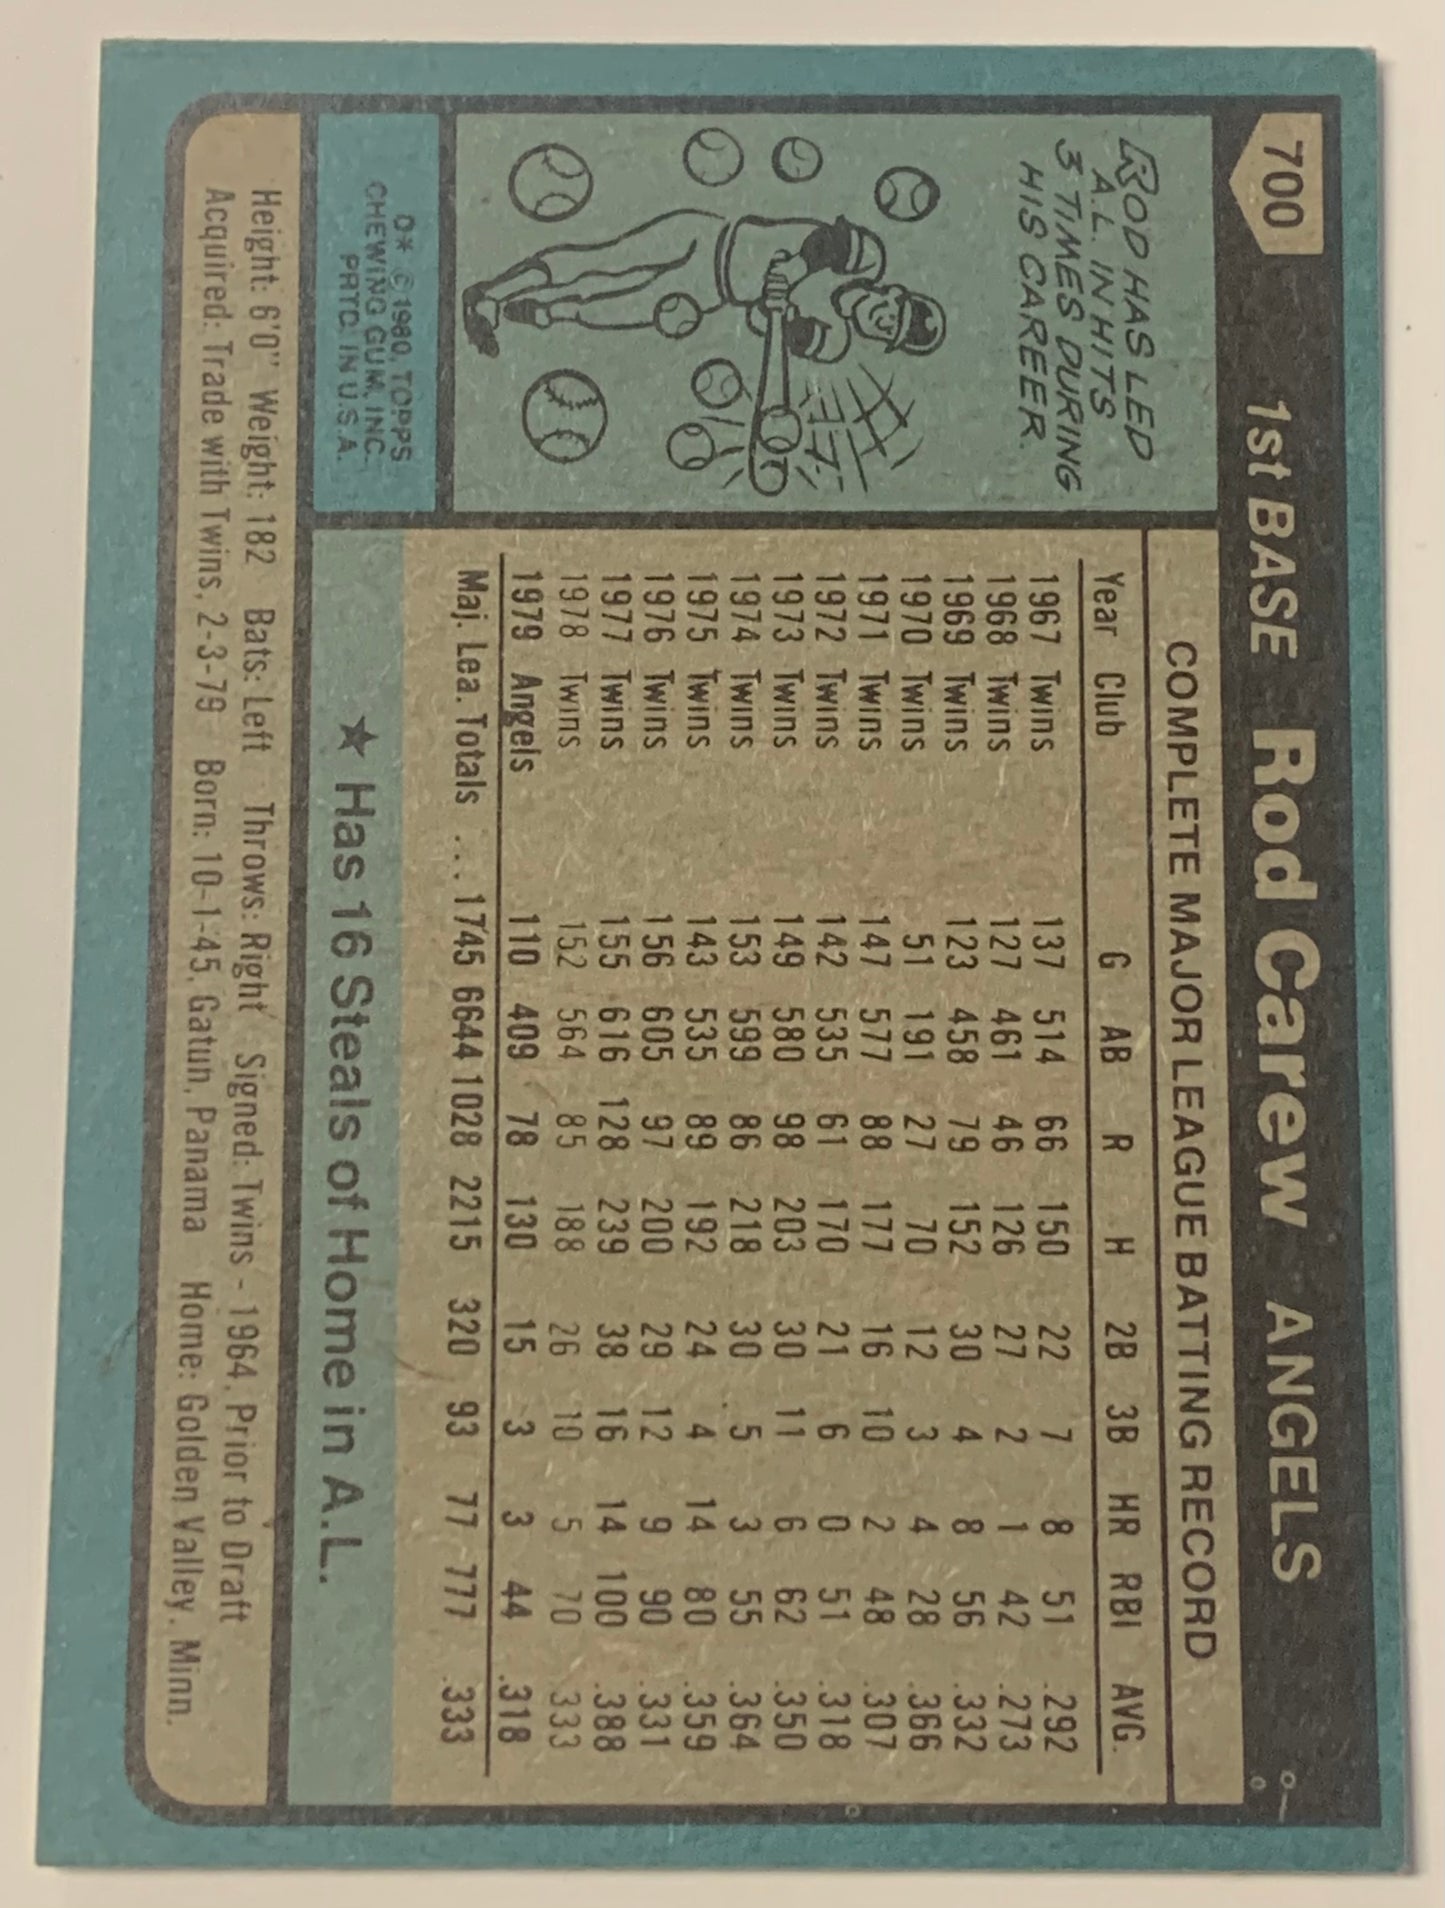 700 1st BASE Rod Carew ANGELS
ROD HAS LED
A.L. IN HITS
3 TIMES DURING
HIS CAREER.
D* © 1980, TOPPS
CHEWING GUM, INC.
PRTD. IN U.S.A.
COMPLETE MAJOR LEAGUE BATTING RECORD
Year Club G AB R H 2B 3B HR RBI AVG.
1967 Twins 137 514 66 150 22 7 8 51 .292
1968 Twins 127 461 46 126 27 2 1 42 .273
1969 Twins 123 458 79 152 30 4 8 56 .332
1970 Twins 51 191 27 70 12 3 4 28 .366
1971 Twins 147 577 88 177 16 10 2 48 .307
1972 Twins 142 535 61 170 21 6 0 51 .318
1973 Twins 149 580 98 203 30 11 6 62 .350
1974 Twins 153 599 86 218 30 5 3 55 .364
1975 Twins 143 535 89 192 24 4 14 80 .359
1976 Twins 156 605 97 200 29 12 9 90 .331
1977 Twins 155 616 128 239 38 16 14 100 .388
1978 Twins 152 564 85 188 26 10 5 70 .333
1979 Angels 110 409 78 130 15 3 3 44 .318
Maj. Lea. Totals ... 1745 6644 1028 2215 320 93 77 777 .333
★ Has 16 Steals of Home in A.L.
Height: 6'0" Weight: 182 Bats: Left Throws: Right Signed: Twins - 1964, Prior to Draft
Acquired: Trade with Twins, 2-3-79 Born: 10-1-45, Gatun, Panama Home: Golden Valley, Minn.